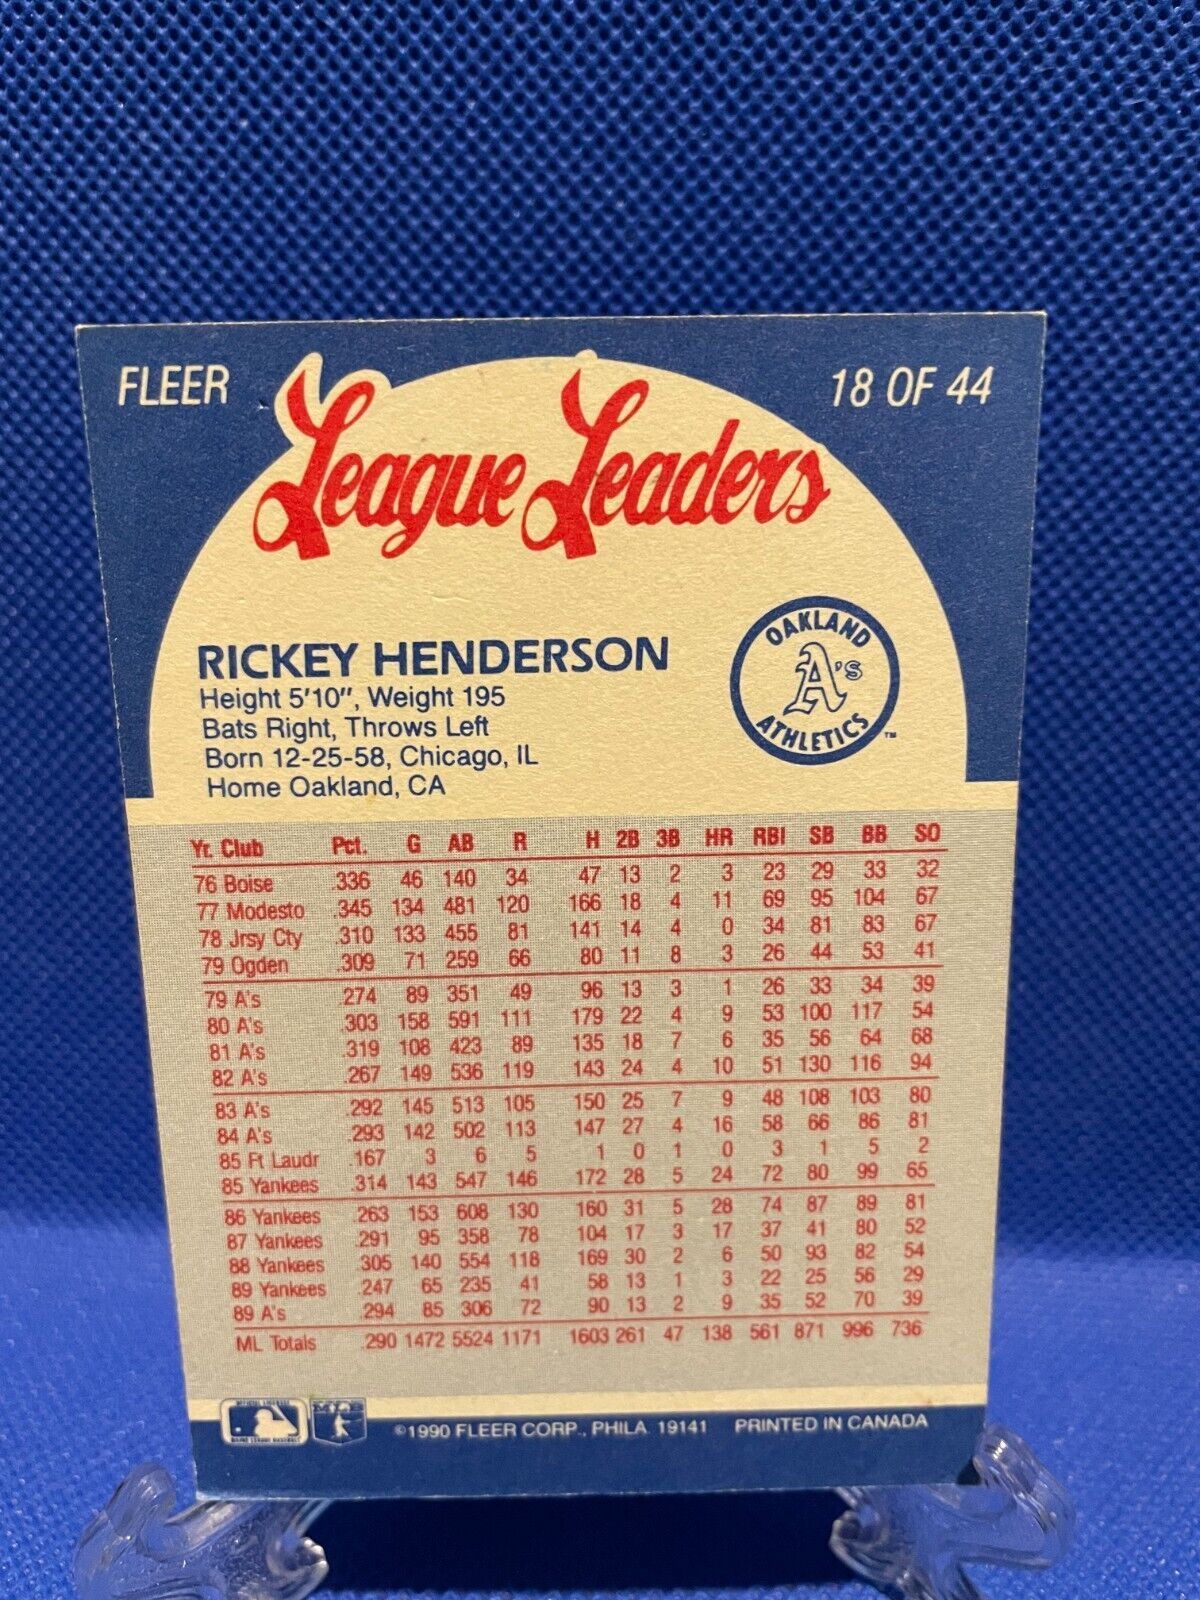 FLEER
League Leaders
18 OF 44
RICKEY HENDERSON
Height 5'10", Weight 195
Bats Right, Throws Left
Born 12-25-58, Chicago, IL
Home Oakland, CA
OAKLAND
A's
ATHLETICS
TM
Yr. Club Pct. G AB R H 2B 3B HR RBI SB BB SO
76 Boise .336 46 140 34 47 13 2 3 23 29 33 32
77 Modesto .345 134 481 120 166 18 4 11 69 95 104 67
78 Jrsy Cty .310 133 455 81 141 14 4 0 34 81 83 67
79 Ogden .309 71 259 66 80 11 8 3 26 44 53 41
79 A's .274 89 351 49 96 13 3 1 26 33 34 39
80 A's .303 158 591 111 179 22 4 9 53 100 117 54
81 A's .319 108 423 89 135 18 7 6 35 56 64 68
82 A's .267 149 536 119 143 24 4 10 51 130 116 94
83 A's .292 145 513 105 150 25 7 9 48 108 103 80
84 A's .293 142 502 113 147 27 4 16 58 66 86 81
85 Ft Laudr .167 3 6 5 1 0 1 0 3 1 5 2
85 Yankees .314 143 547 146 172 28 5 24 72 80 99 65
86 Yankees .263 153 608 130 160 31 5 28 74 87 89 81
87 Yankees .291 95 358 78 104 17 3 17 37 41 80 52
88 Yankees .305 140 554 118 169 30 2 6 50 93 82 54
89 Yankees .247 65 235 41 58 13 1 3 22 25 56 29
89 A's .294 85 306 72 90 13 2 9 35 52 70 39
ML Totals .290 1472 5524 1171 1603 261 47 138 561 871 996 736
MLB
©1990 FLEER CORP., PHILA. 19141 PRINTED IN CANADA